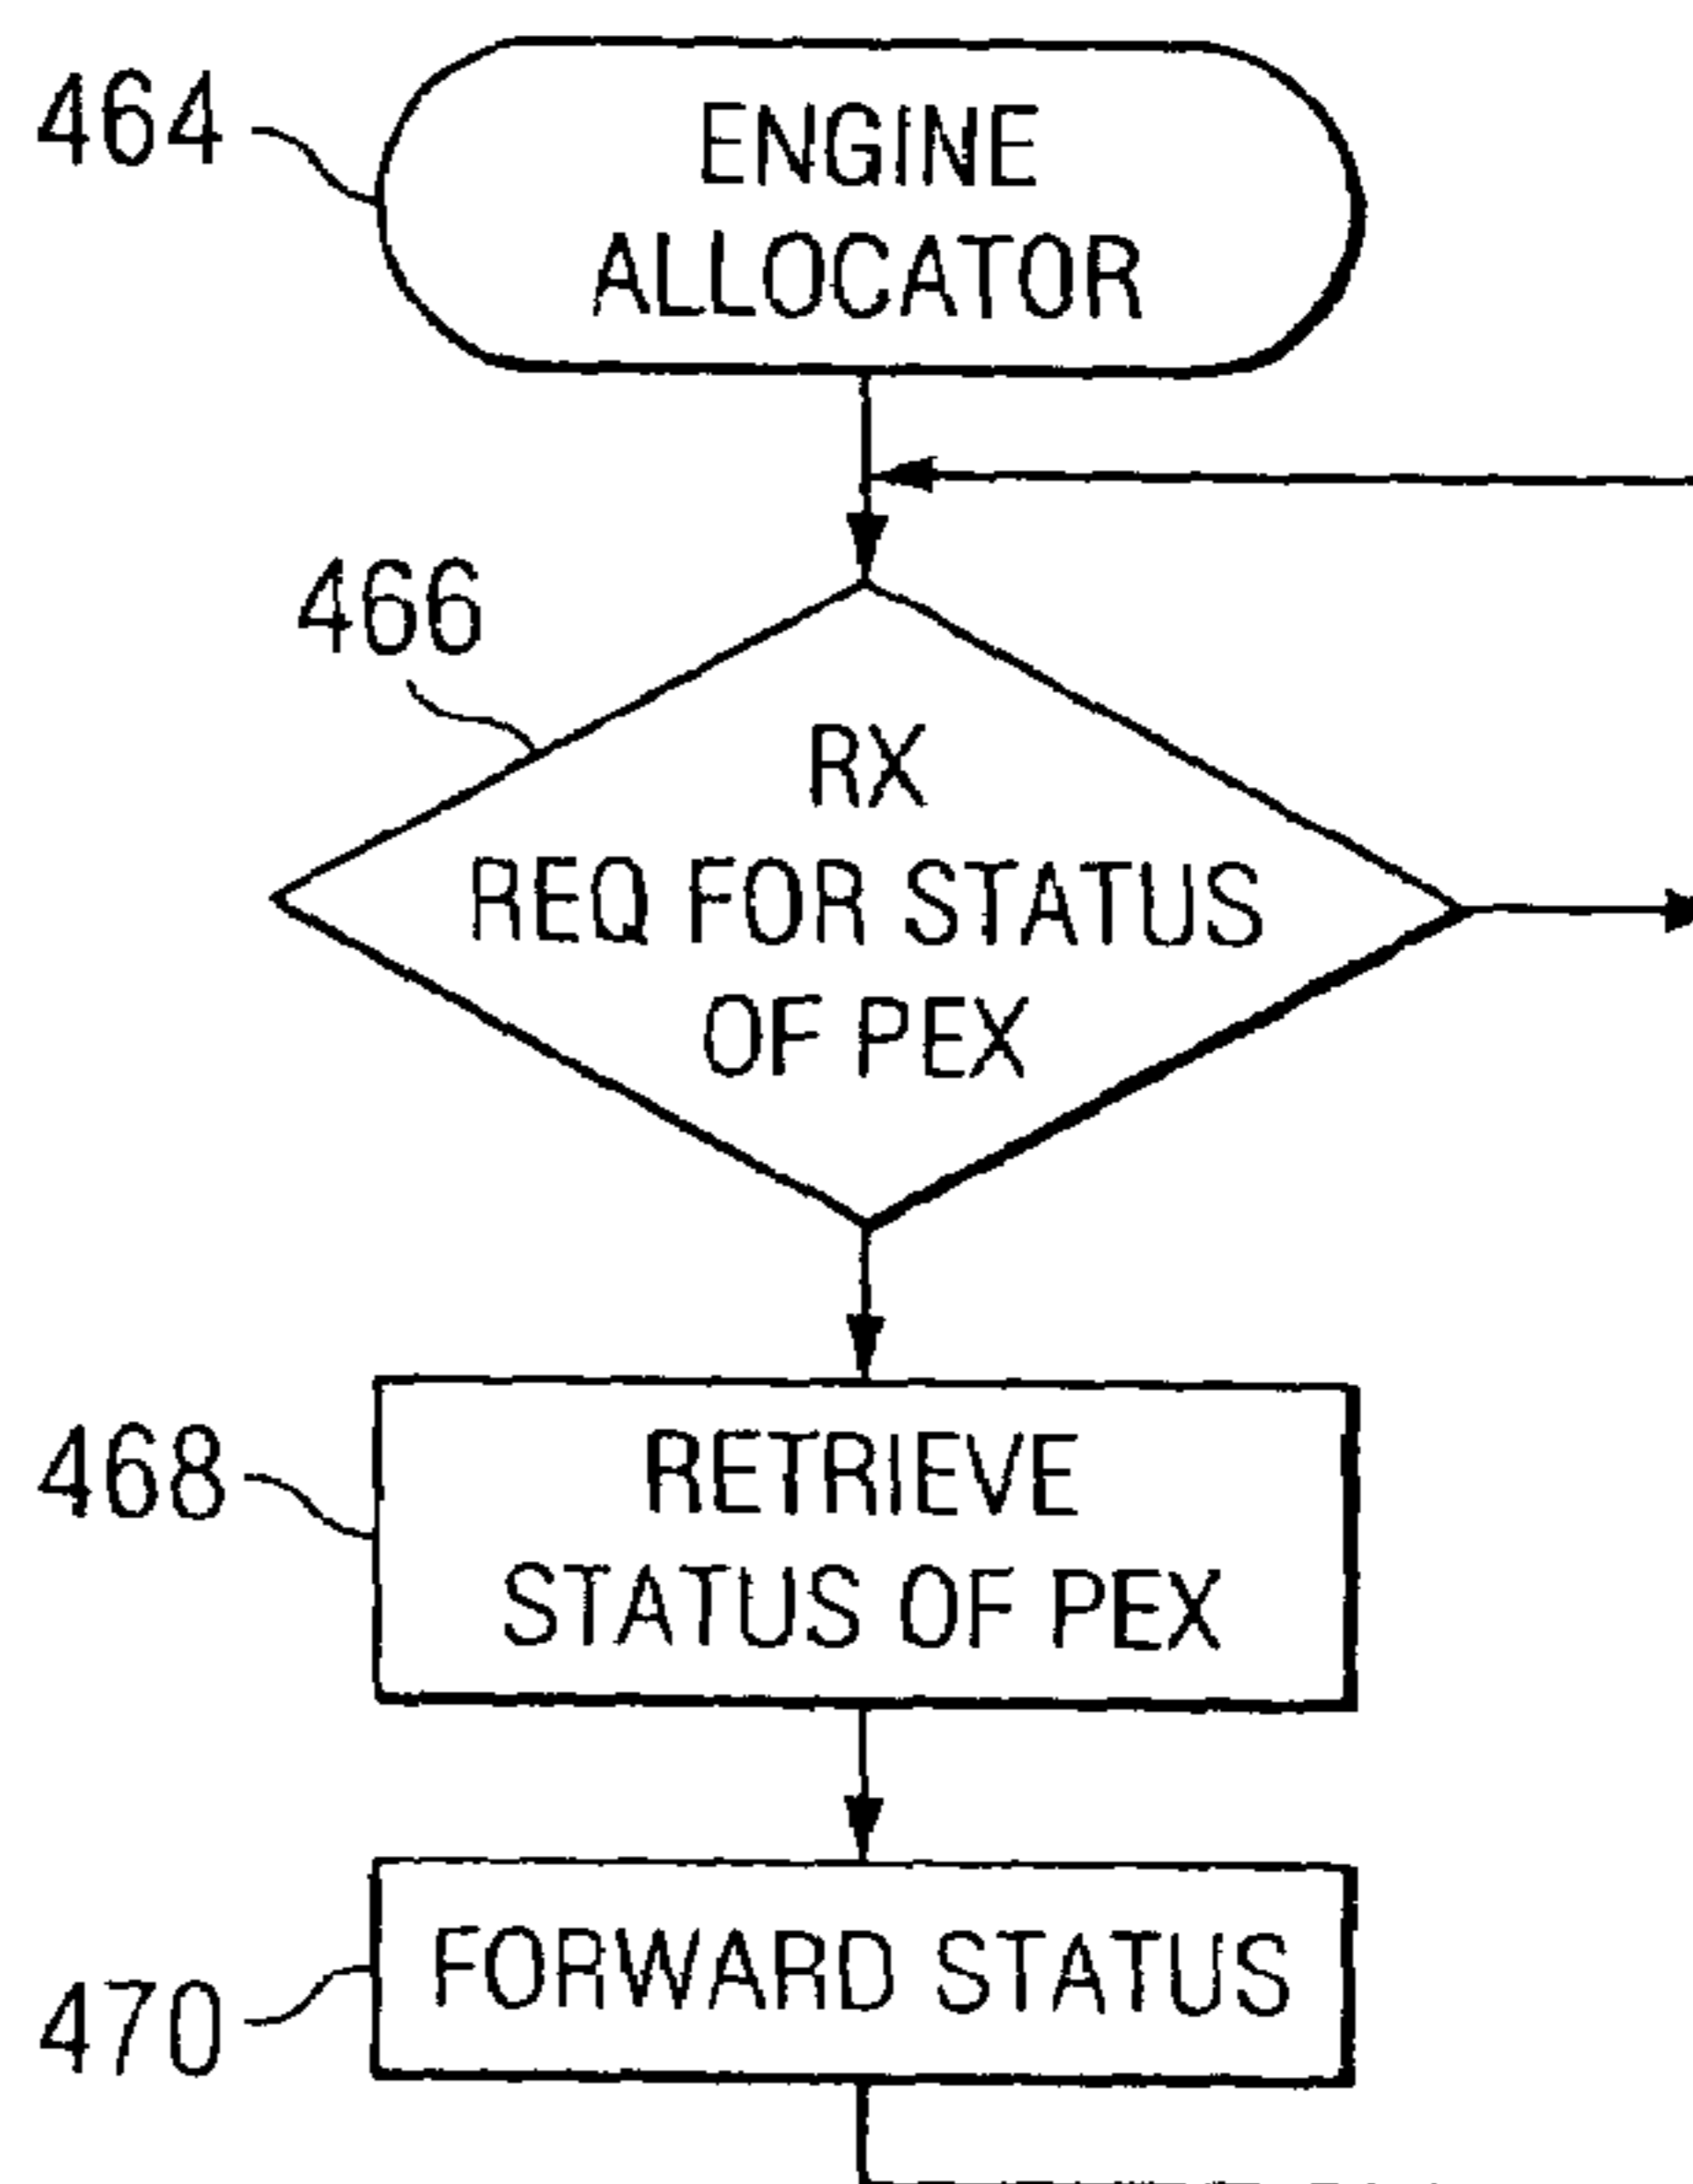 464
ENGINE
ALLOCATOR
466
RX
REQ FOR STATUS
OF PEX
468
RETRIEVE
STATUS OF PEX
470
FORWARD STATUS